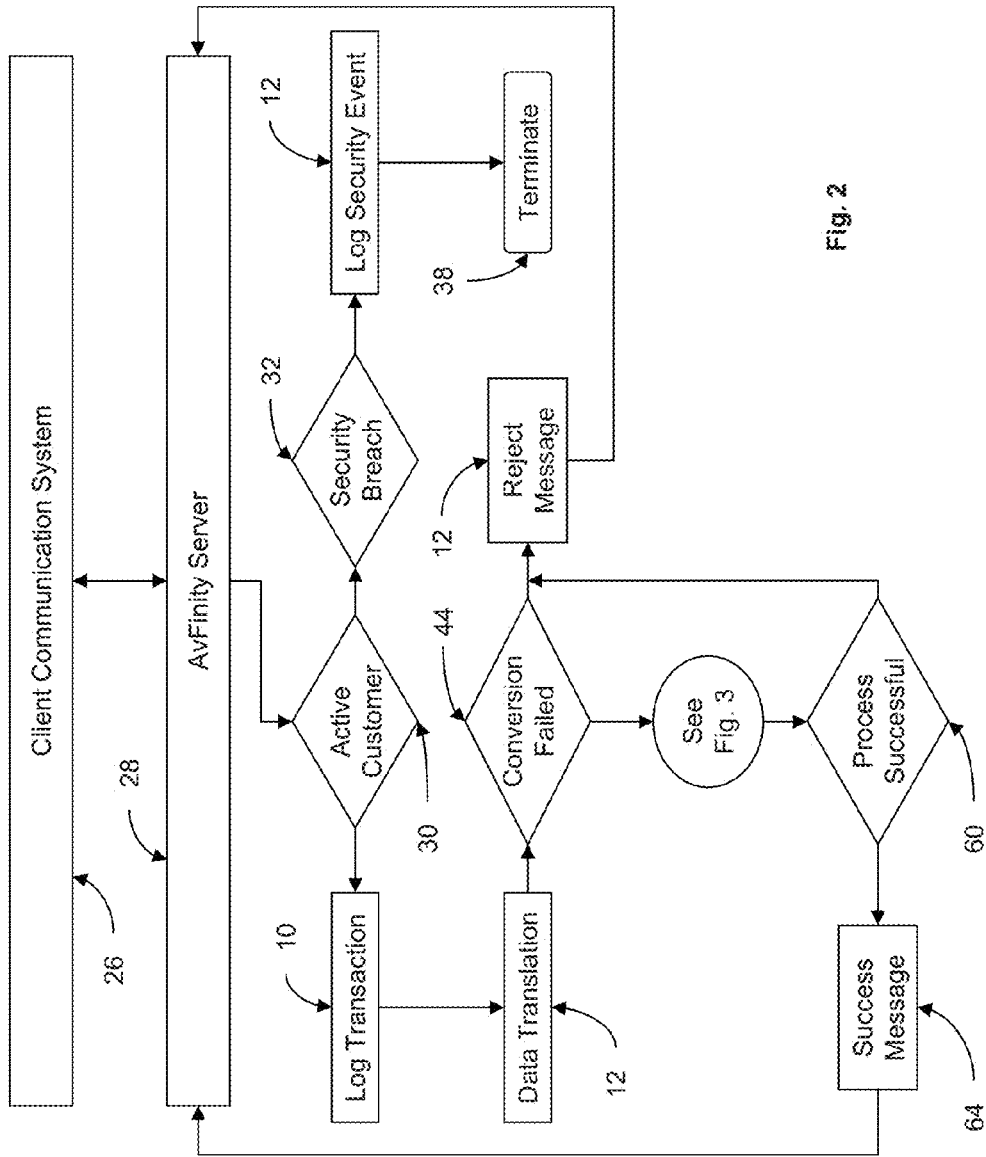 Client Communication System
26
28
AvFinity Server
10
Log Transaction
Active
Customer
30
32
Security
Breach
12
Log Security Event
Data Translation
12
44
Conversion
Failed
12
Reject
Message
38
Terminate
See
Fig. 3
Success
Message
64
Process
Successful
60
Fig. 2